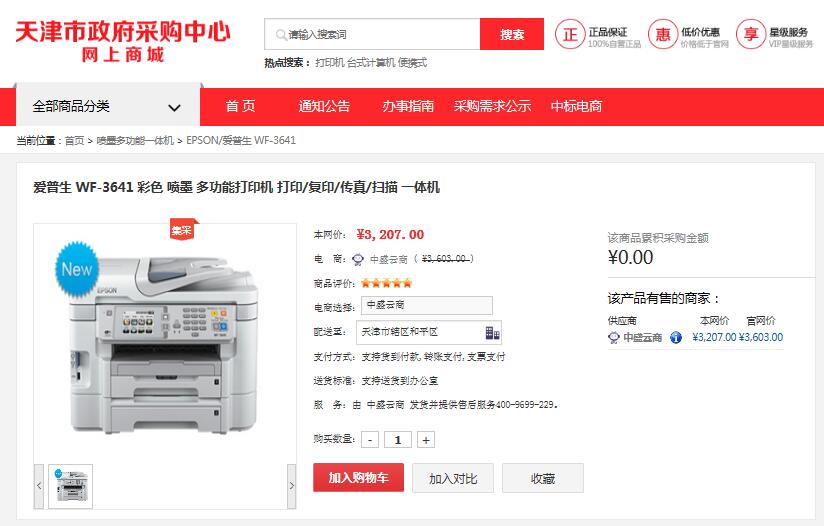 天津市政府采购中心
网上商城
请输入搜索词
搜索
热点搜索： 打印机 台式计算机 便携式
正 正品保证
100%自营正品
惠 低价优惠
价格低于官网
享 星级服务
VIP星级服务
全部商品分类
首 页 通知公告 办事指南 采购需求公示 中标电商
当前位置：首页 > 喷墨多功能一体机 > EPSON/爱普生 WF-3641
爱普生 WF-3641 彩色 喷墨 多功能打印机 打印/复印/传真/扫描 一体机
集采
New
EPSON
本网价： ¥3,207.00
电 商： 中盛云商 ( ¥3,603.00 )
商品评价：
电商选择： 中盛云商
配送至： 天津市辖区和平区
支付方式：支持货到付款,转账支付,支票支付
送货标准：支持送货到办公室
服 务：由 中盛云商 发货并提供售后服务400-9699-229。
购买数量： - 1 +
加入购物车 加入对比 收藏
该商品累积采购金额
¥0.00
该产品有售的商家：
供应商 本网价 官网价
中盛云商 ¥3,207.00 ¥3,603.00